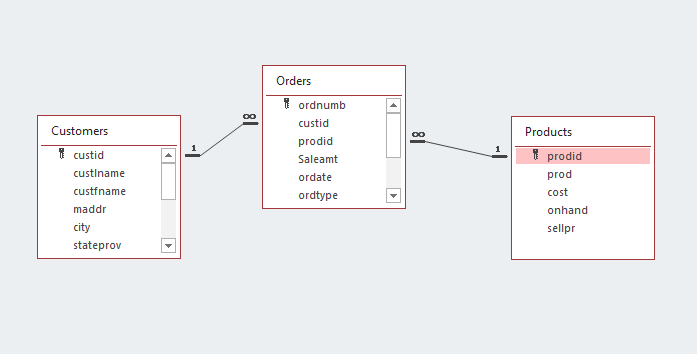 Customers
custid
custlname
custfname
maddr
city
stateprov
1
∞
Orders
ordnumb
custid
prodid
Saleamt
ordate
ordtype
∞
1
Products
prodid
prod
cost
onhand
sellpr